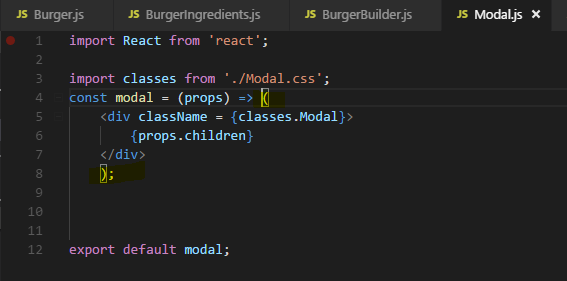 JS Burger.js JS BurgerIngredients.js JS BurgerBuilder.js JS Modal.js ×
1 import React from 'react';
2
3 import classes from './Modal.css';
4 const modal = (props) => (
5     <div className = {classes.Modal}>
6         {props.children}
7     </div>
8     );
9
10
11
12 export default modal;